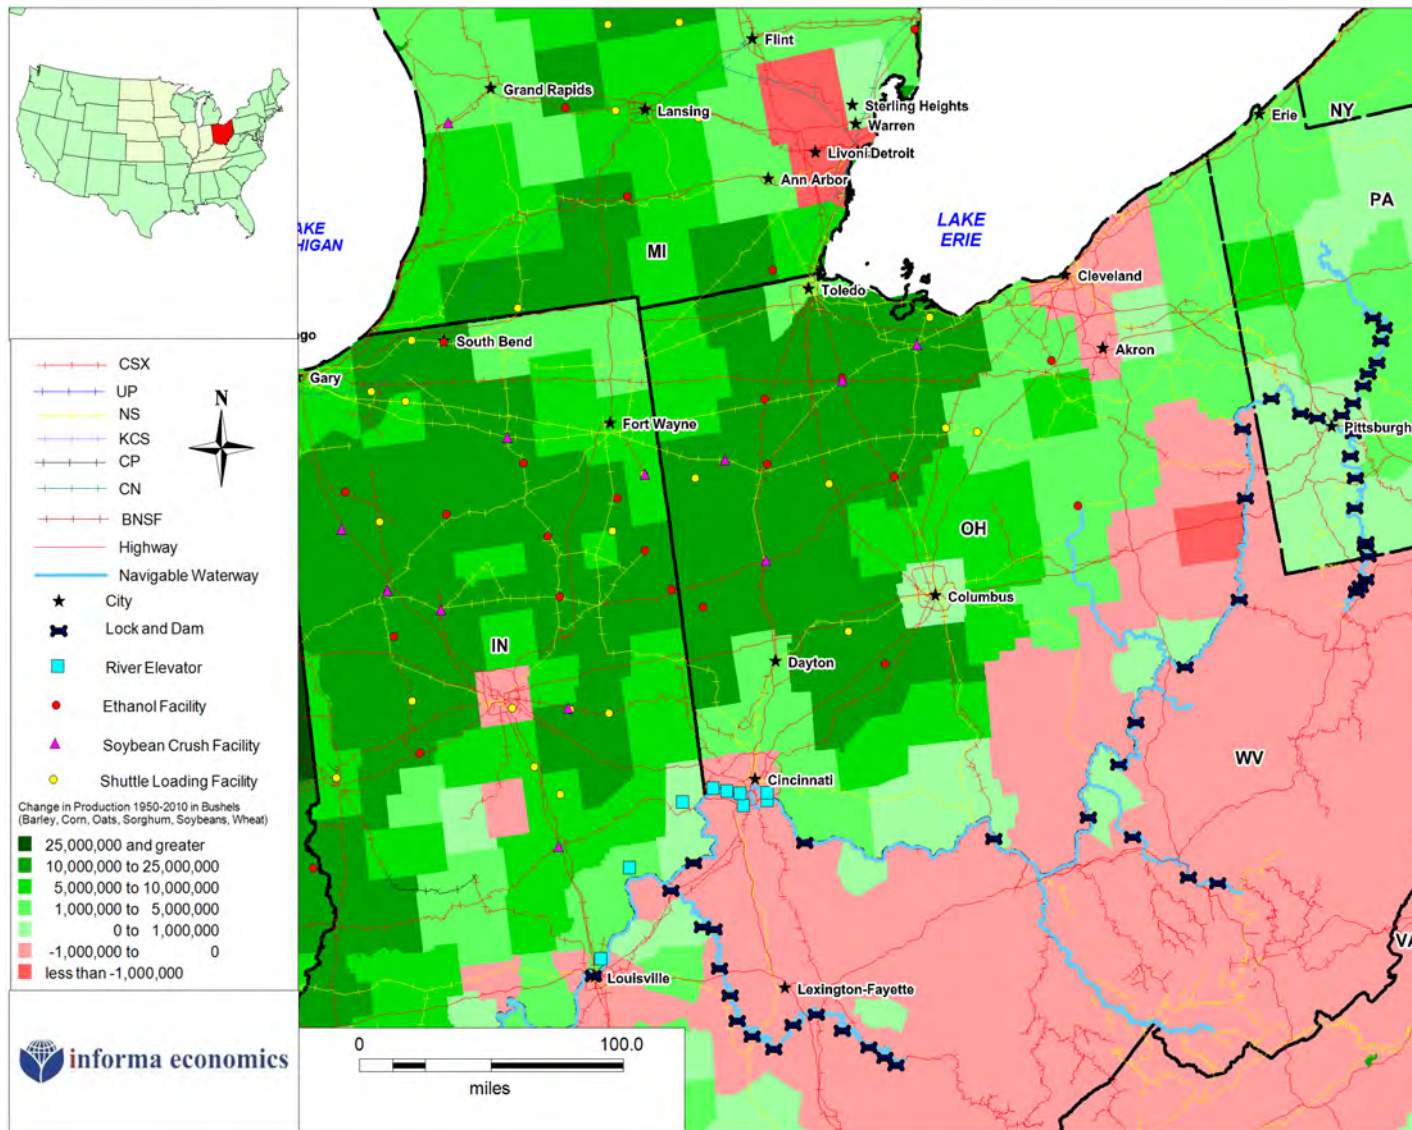 Flint
Grand Rapids
Lansing
Sterling Heights
Warren
Livoni Detroit
Ann Arbor
Erie
NY
PA
LAKE
ERIE
AKE
HIGAN
MI
Cleveland
Toledo
Akron
go
South Bend
Gary
Fort Wayne
Pittsburgh
OH
Columbus
IN
Dayton
WV
Cincinnati
VA
Louisville
Lexington-Fayette
CSX
UP
NS
KCS
CP
CN
BNSF
Highway
Navigable Waterway
City
Lock and Dam
River Elevator
Ethanol Facility
Soybean Crush Facility
Shuttle Loading Facility
N
Change in Production 1950-2010 in Bushels
(Barley, Corn, Oats, Sorghum, Soybeans, Wheat)
25,000,000 and greater
10,000,000 to 25,000,000
5,000,000 to 10,000,000
1,000,000 to 5,000,000
0 to 1,000,000
-1,000,000 to 0
less than -1,000,000
informa economics
0 100.0
miles